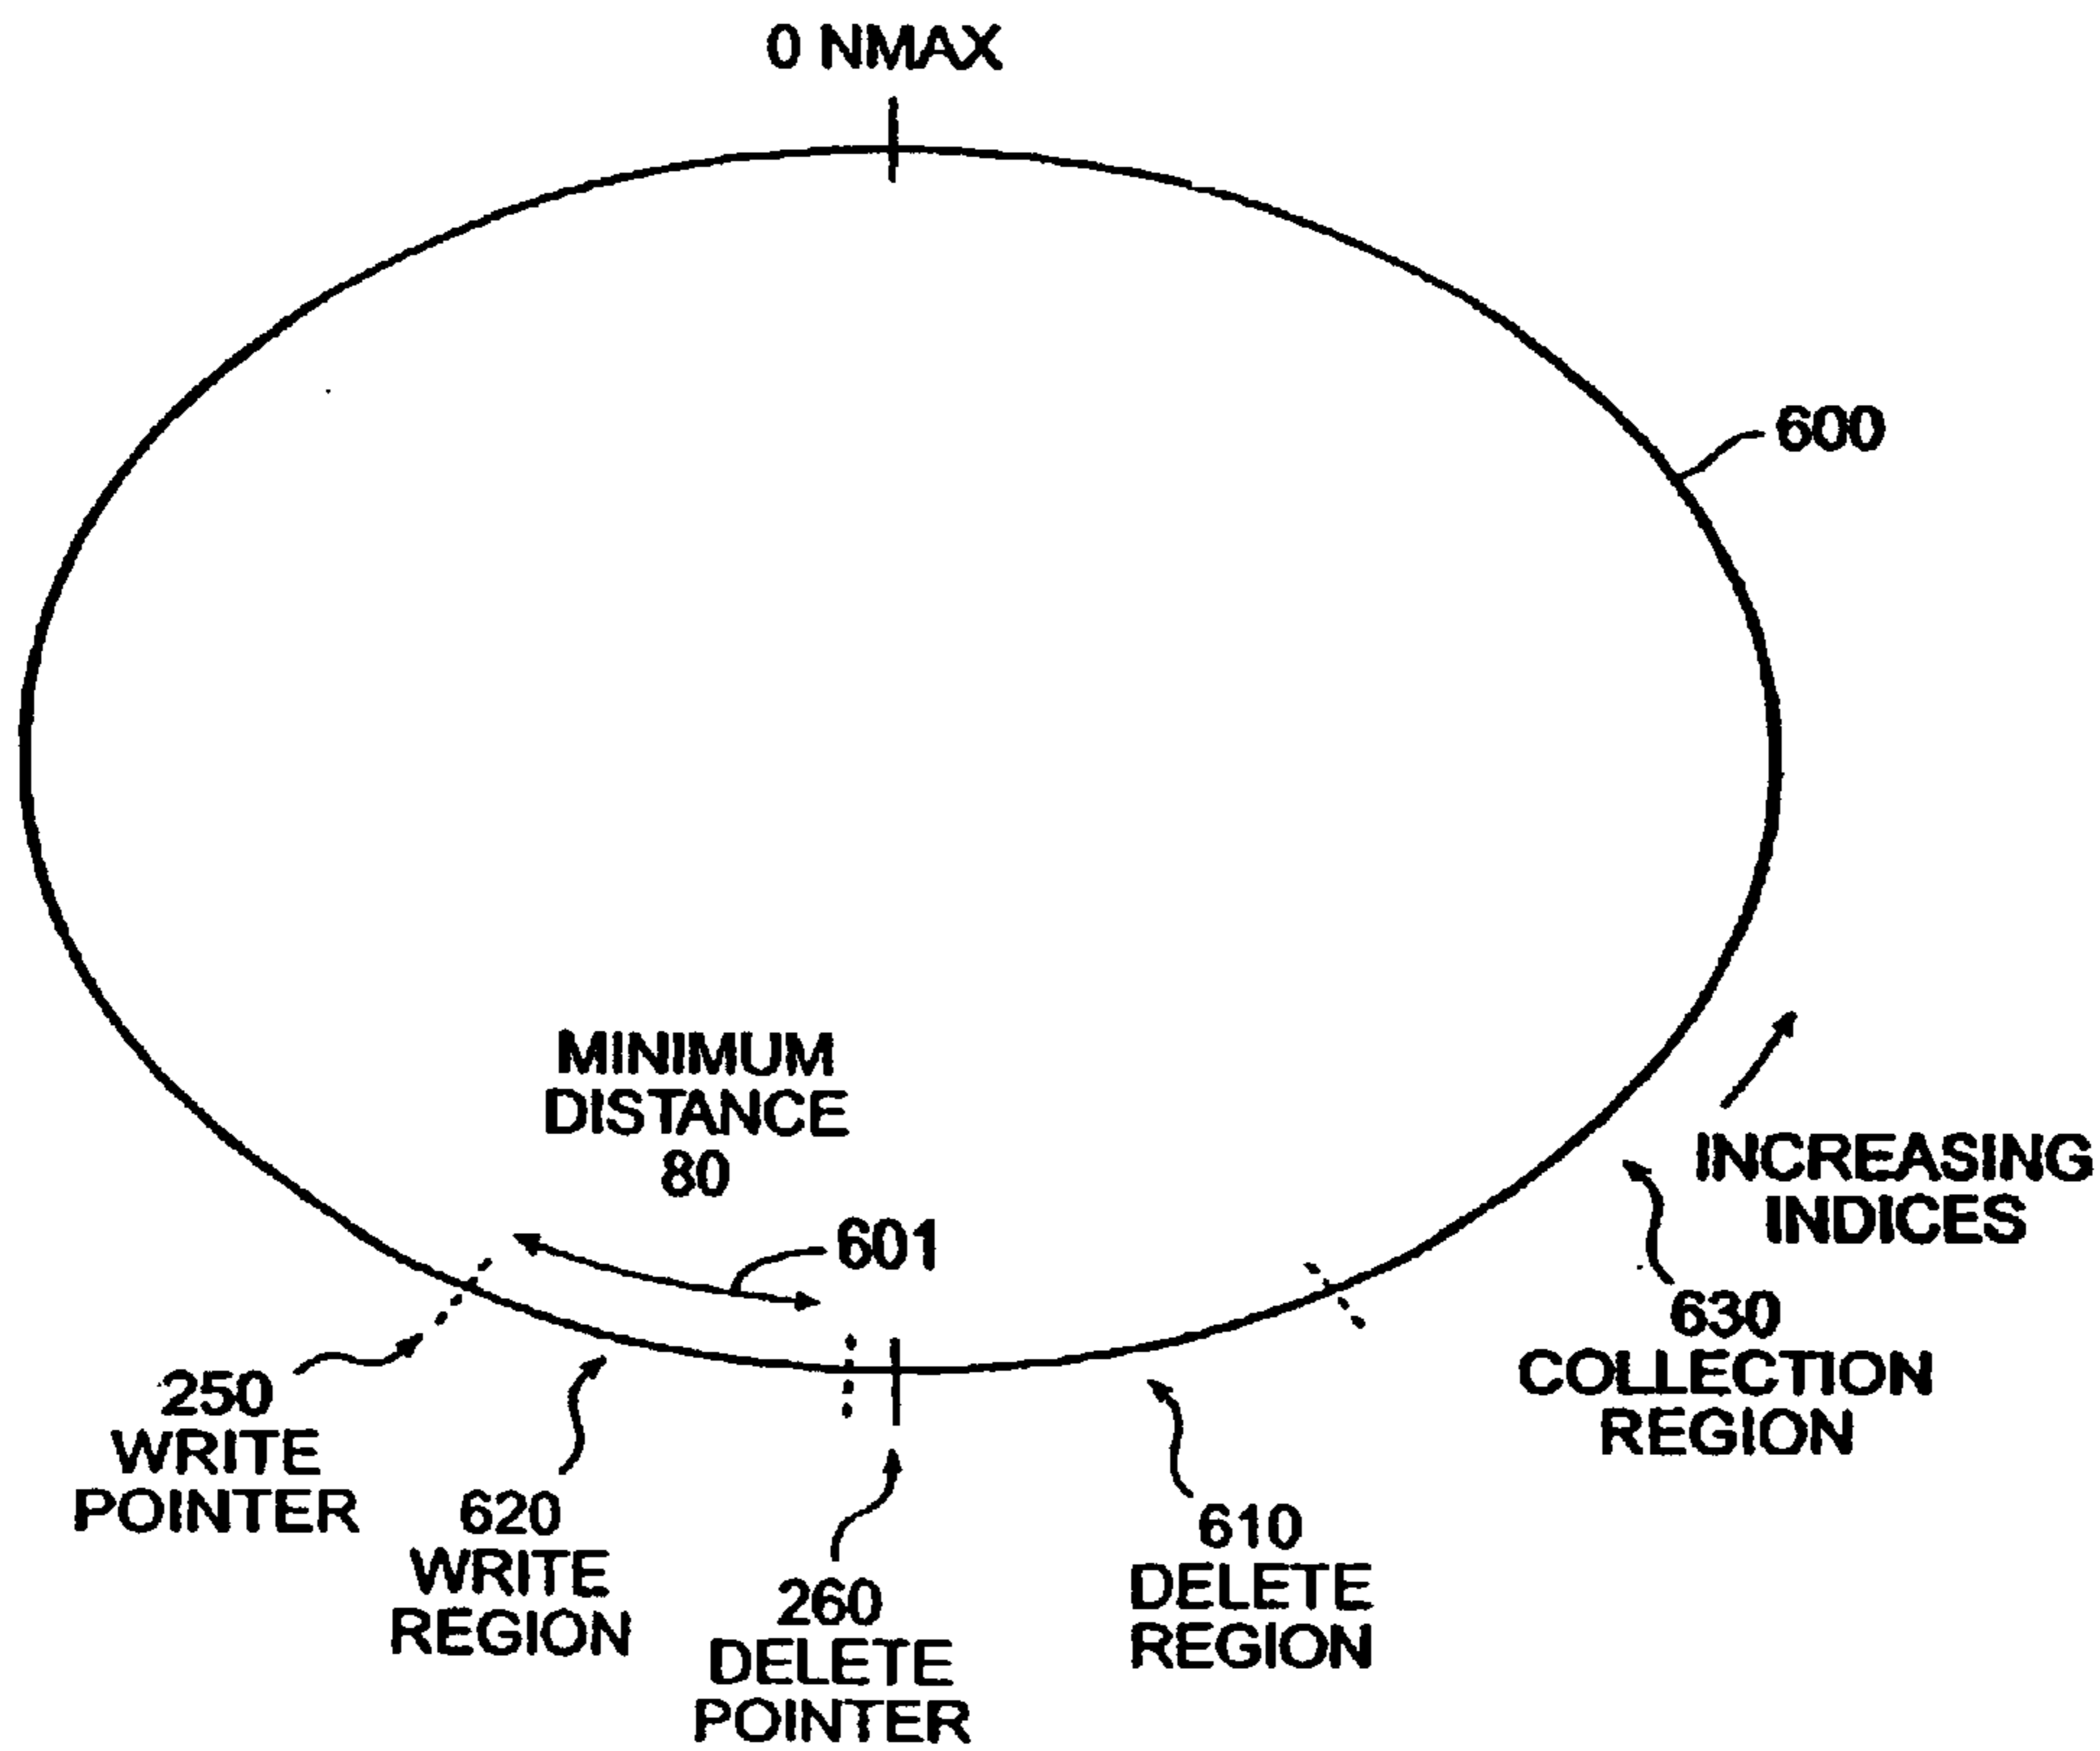 0 NMAX
600
MINIMUM
DISTANCE
80
601
INCREASING
INDICES
630
COLLECTION
REGION
250
WRITE
POINTER
620
WRITE
REGION
260
DELETE
POINTER
610
DELETE
REGION